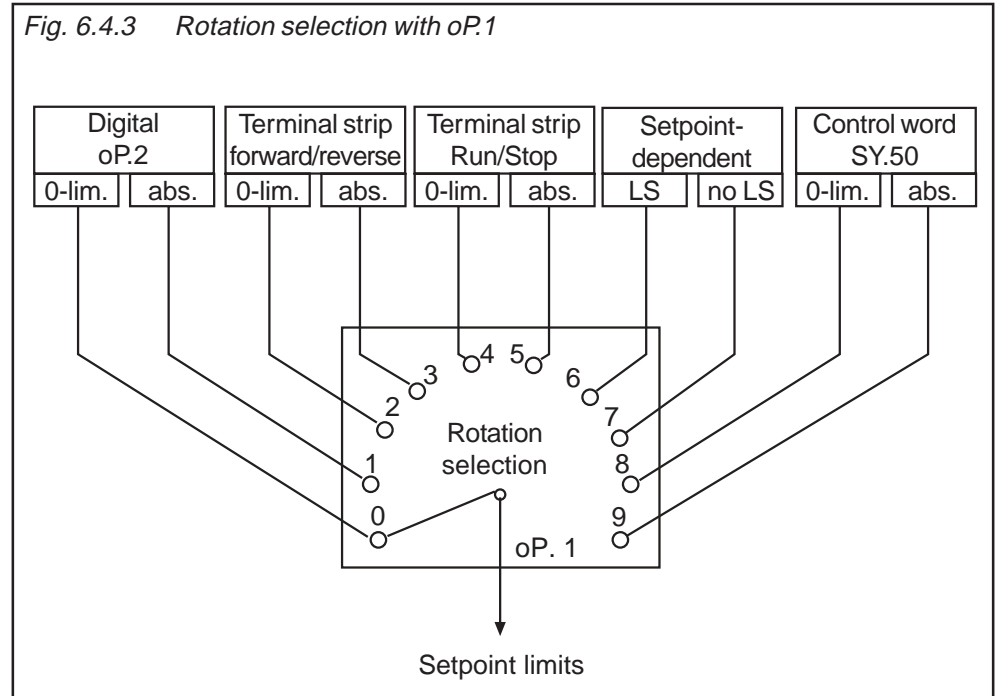 Fig. 6.4.3 Rotation selection with oP.1
Digital
oP.2
0-lim. abs.
Terminal strip
forward/reverse
0-lim. abs.
Terminal strip
Run/Stop
0-lim. abs.
Setpoint-
dependent
LS no LS
Control word
SY.50
0-lim. abs.
0
1
2
3
4
5
6
7
8
9
Rotation
selection
oP. 1
Setpoint limits